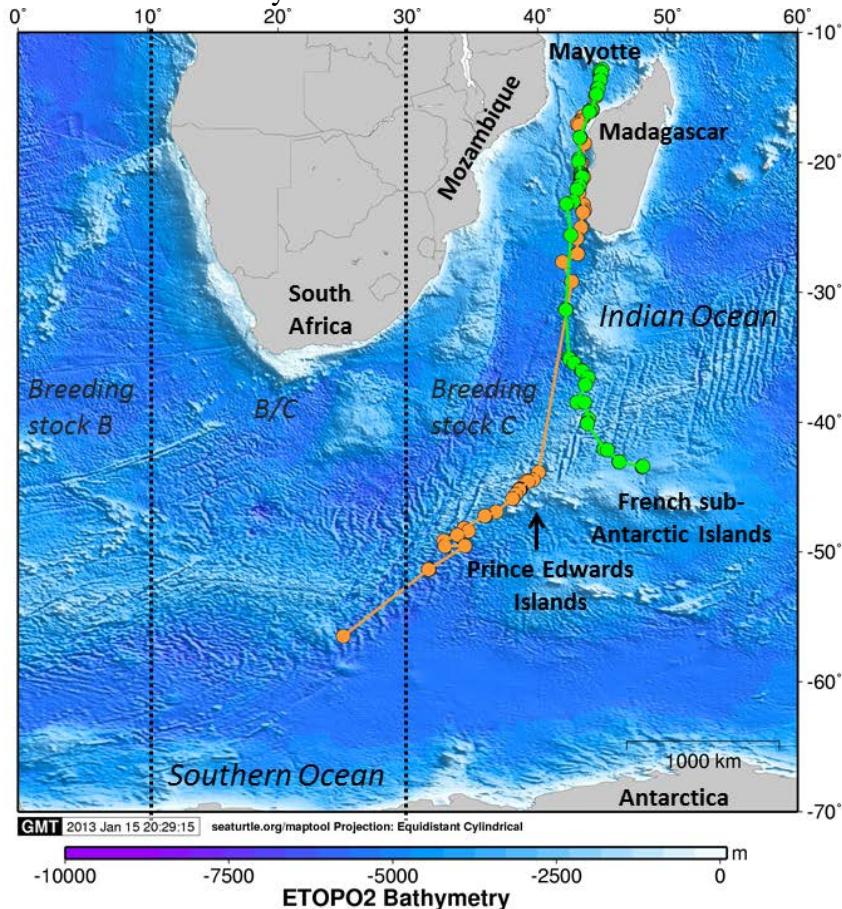 0° 10° 20° 30° 40° 50° 60°
-10°
Mayotte
Madagascar
Mozambique
-20°
South
Africa
-30°
Indian Ocean
Breeding
stock B
B/C
Breeding
stock C
-40°
French sub-
Antarctic Islands
-50°
Prince Edwards
Islands
-60°
1000 km
Southern Ocean
Antarctica
-70°
GMT 2013 Jan 15 20:29:15 seaturtle.org/maptool Projection: Equidistant Cylindrical
m
-10000 -7500 -5000 -2500 0
ETOPO2 Bathymetry